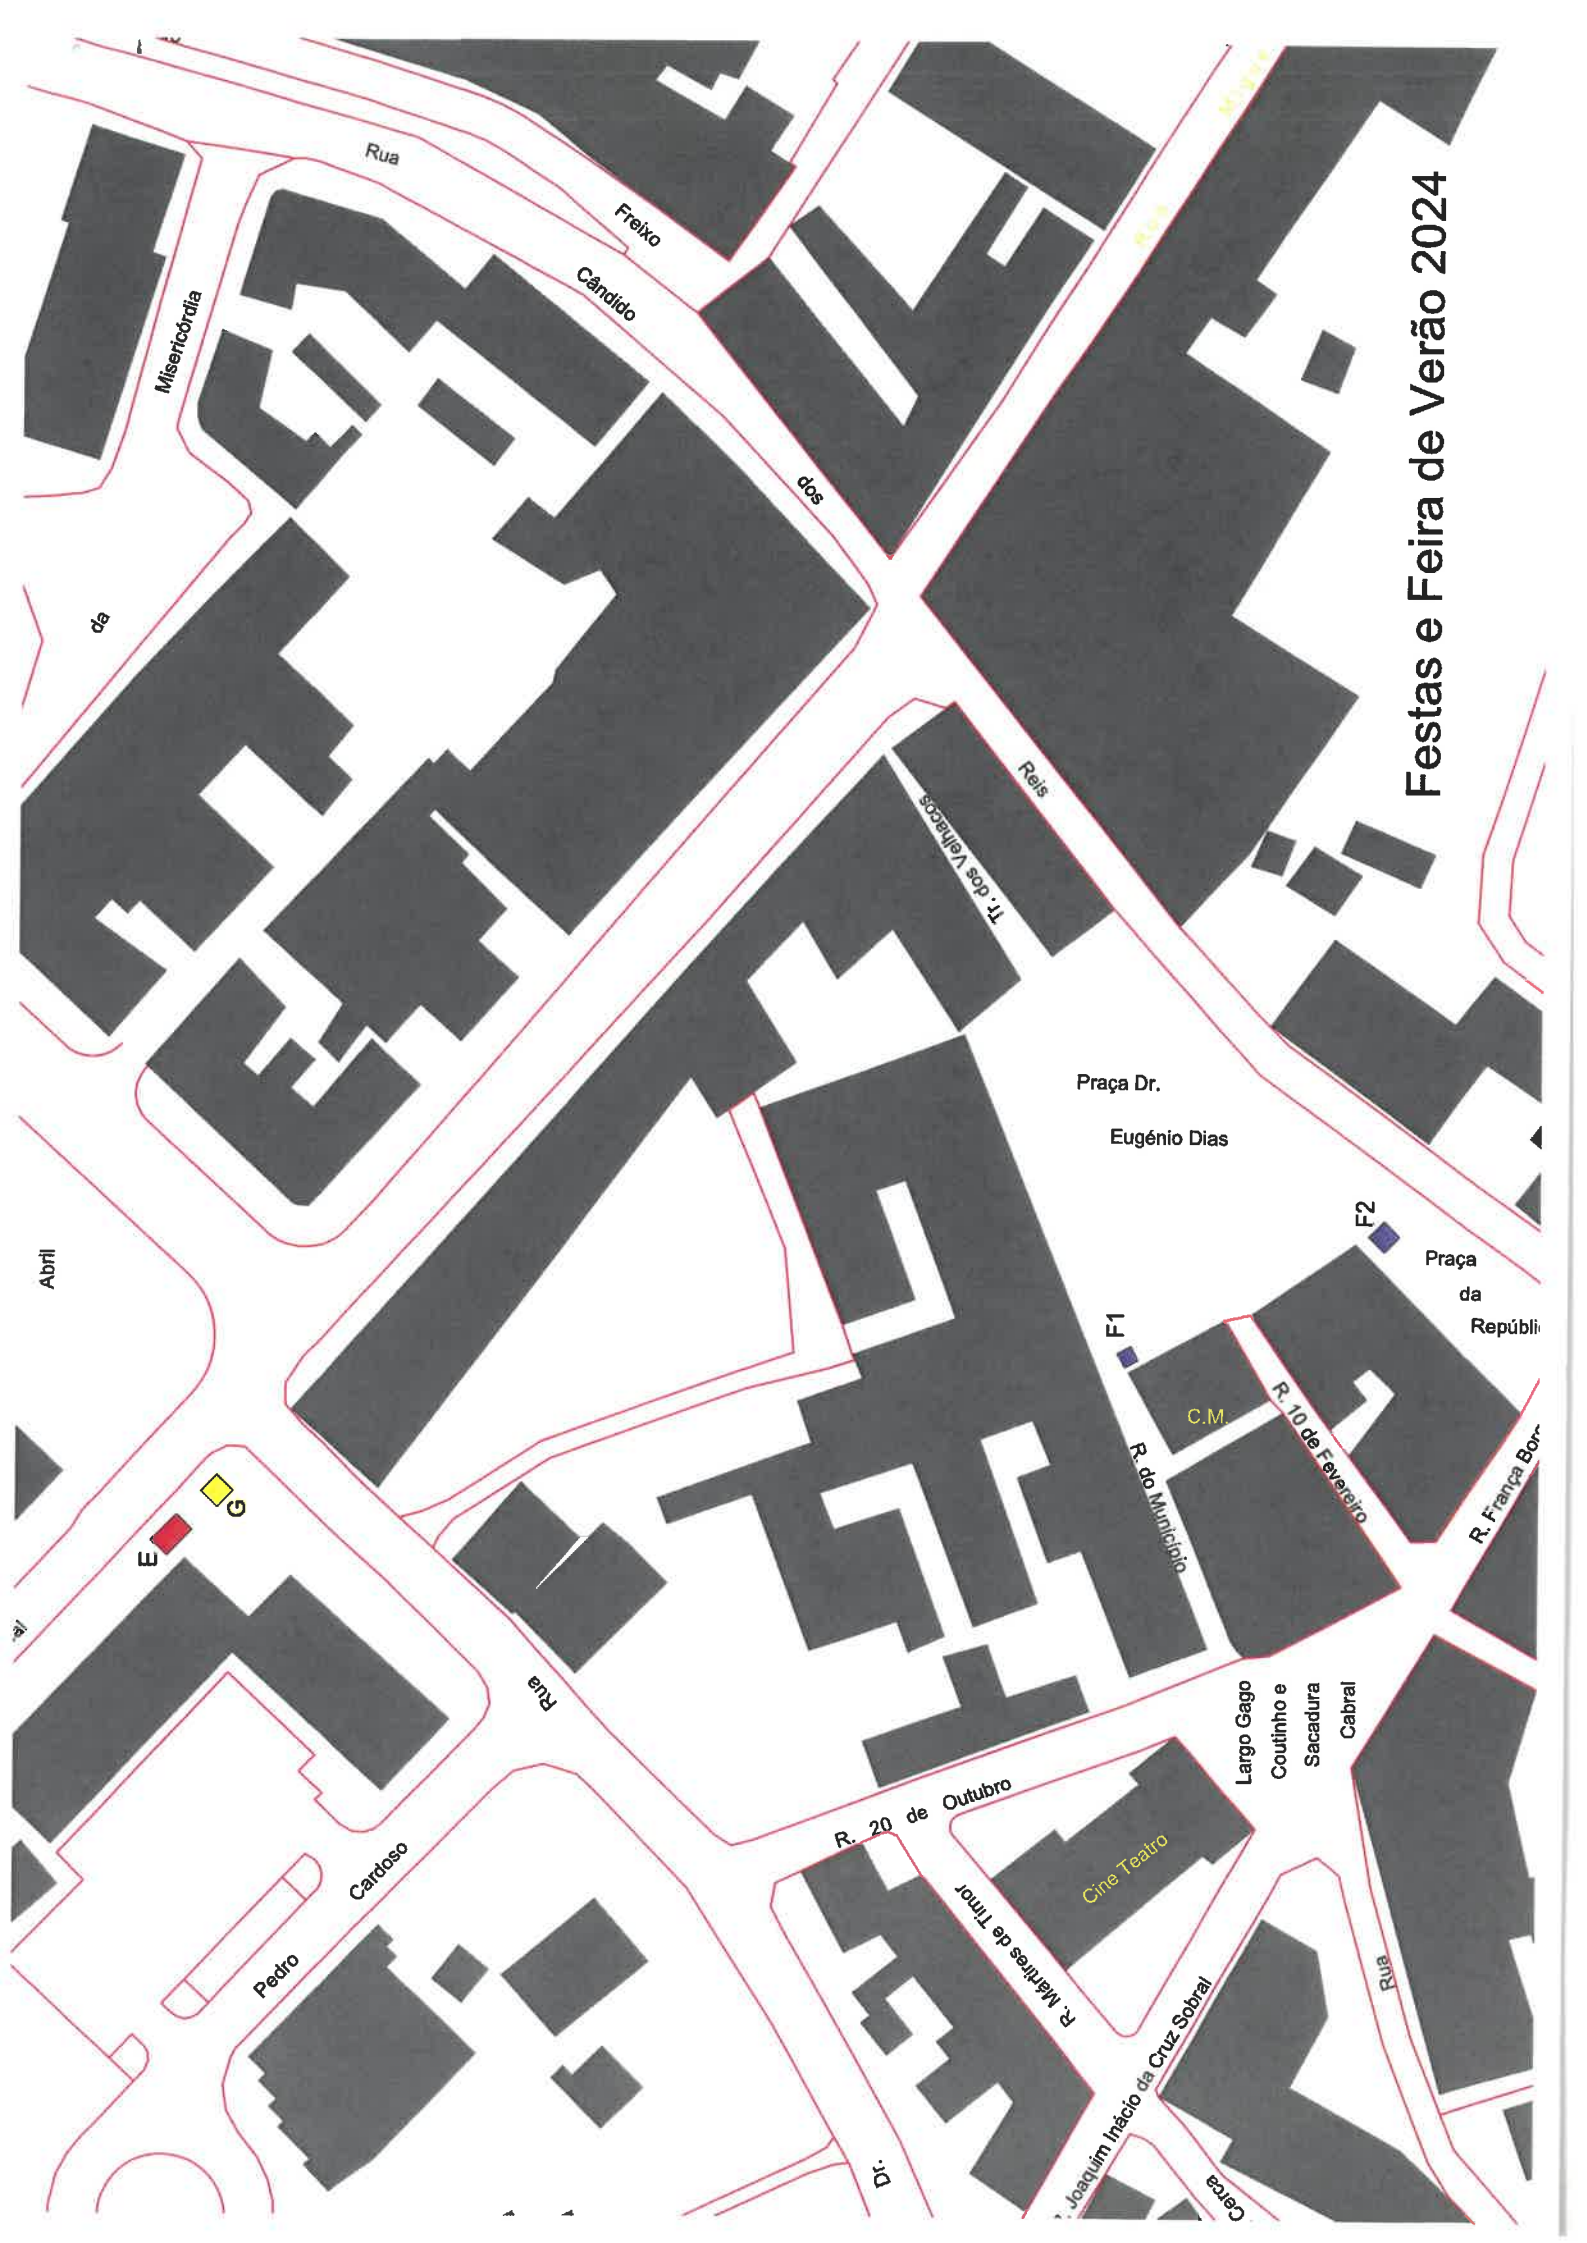 Festas e Feira de Verão 2024
Rua
Freixo
Misericórdia
Cândido
Rua
dos
da
Reis
Tr. dos Velhacos
Praça Dr.
Eugénio Dias
Abril
F2
Praça
da
F1
C.M.
R. 10 de Fevereiro
R. do Município
R. França
G
E
Rua
Largo Gago
Coutinho e
Sacadura
Cabral
R. 20 de Outubro
Cine Teatro
Cardoso
Pedro
R. Mártires de Timor
Joaquim Inácio da Cruz Sobral
Rua
Dr.
Cerca